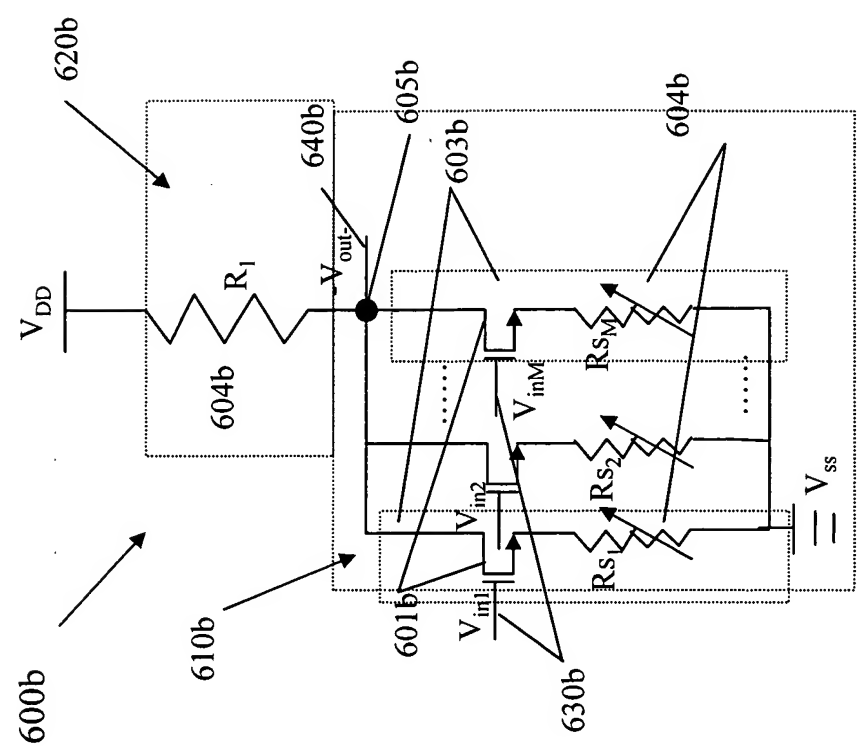 600b
620b
V_DD
R_1
604b
V_out-
640b
605b
610b
603b
604b
601b
V_in1
V_in2
V_inM
......
Rs_1
Rs_2
Rs_M
......
V_ss
630b